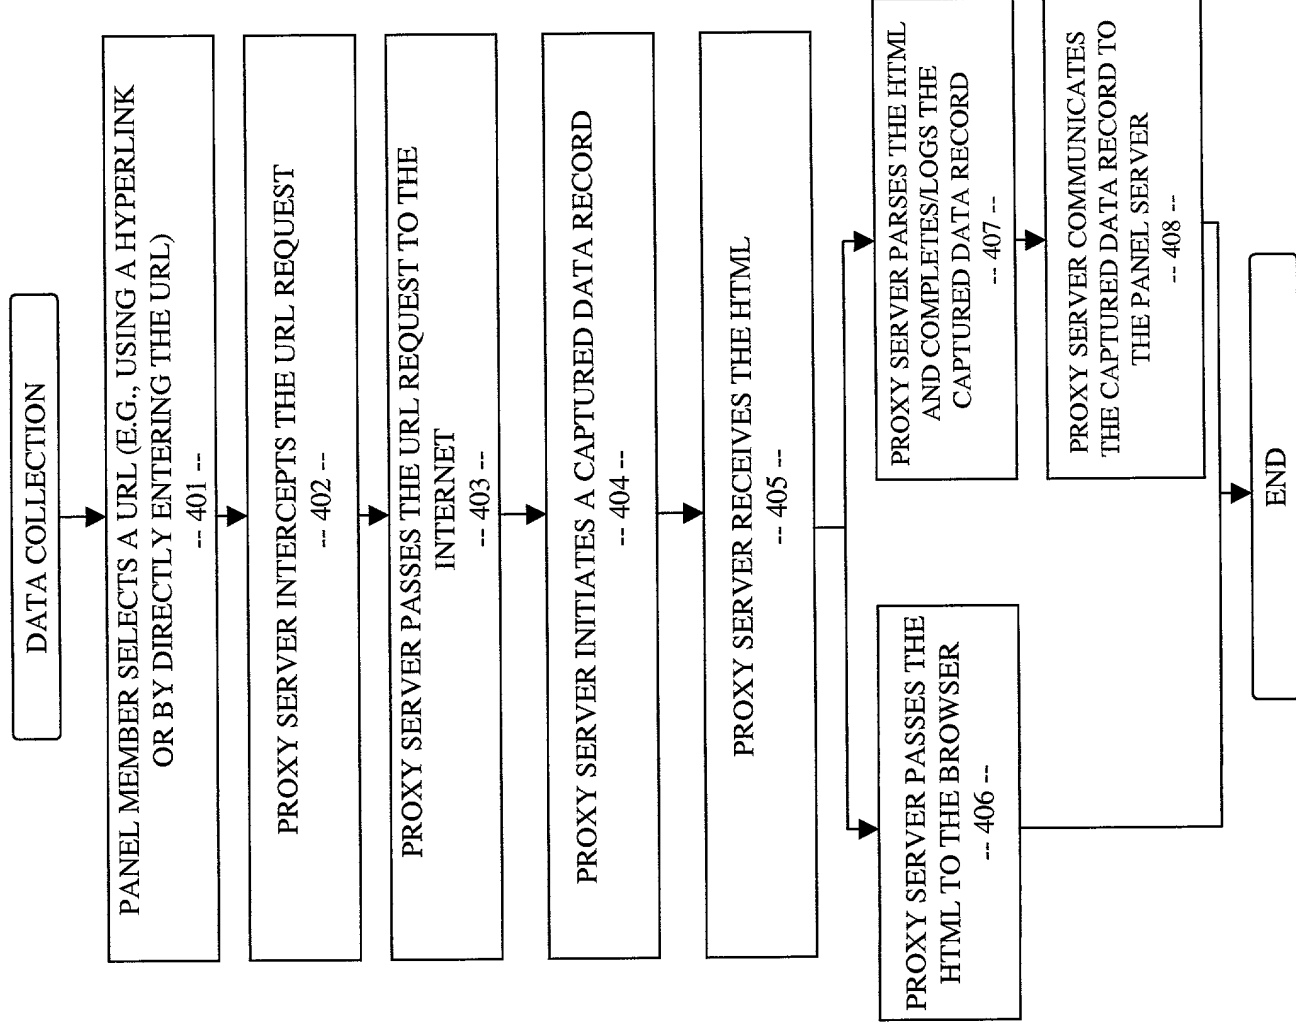 DATA COLLECTION
PANEL MEMBER SELECTS A URL (E.G., USING A HYPERLINK
OR BY DIRECTLY ENTERING THE URL)
-- 401 --
PROXY SERVER INTERCEPTS THE URL REQUEST
-- 402 --
PROXY SERVER PASSES THE URL REQUEST TO THE
INTERNET
-- 403 --
PROXY SERVER INITIATES A CAPTURED DATA RECORD
-- 404 --
PROXY SERVER RECEIVES THE HTML
-- 405 --
PROXY SERVER PASSES THE
HTML TO THE BROWSER
-- 406 --
PROXY SERVER PARSES THE HTML
AND COMPLETES/LOGS THE
CAPTURED DATA RECORD
-- 407 --
PROXY SERVER COMMUNICATES
THE CAPTURED DATA RECORD TO
THE PANEL SERVER
-- 408 --
END